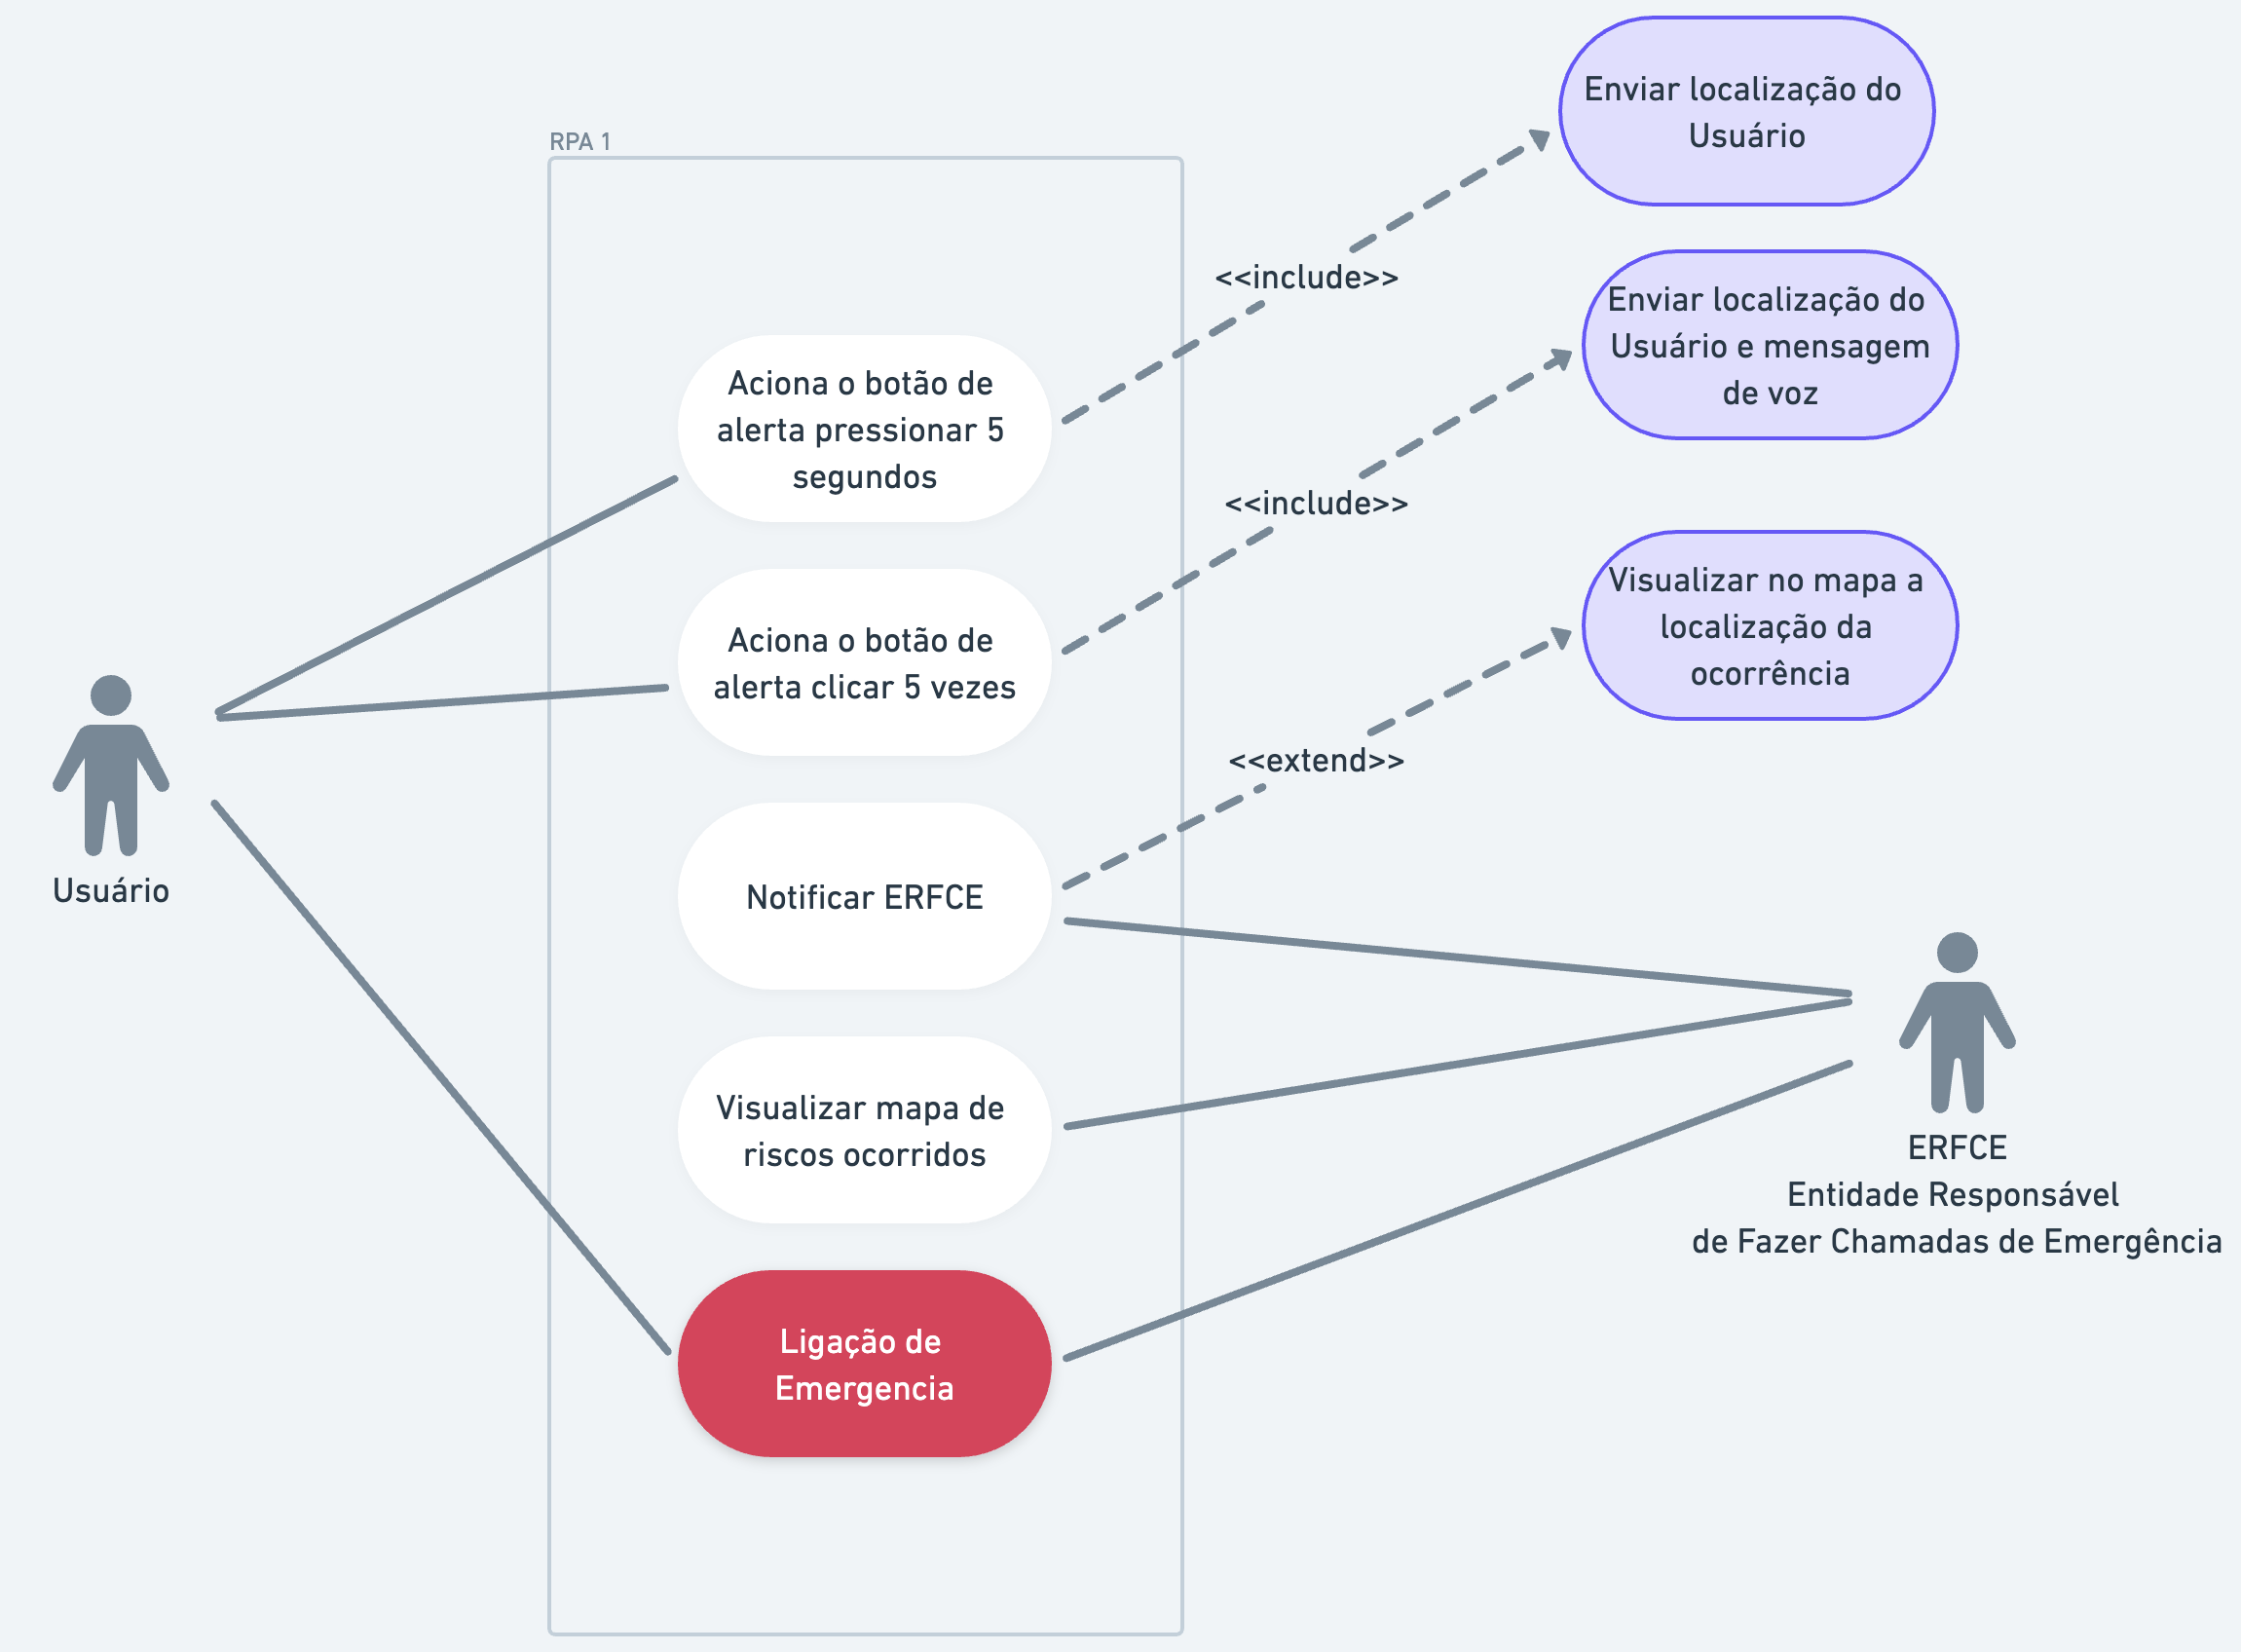 Enviar localização do
Usuário
RPA 1
<<include>>
Enviar localização do
Usuário e mensagem
de voz
Aciona o botão de
alerta pressionar 5
segundos
<<include>>
Visualizar no mapa a
localização da
ocorrência
Aciona o botão de
alerta clicar 5 vezes
<<extend>>
Usuário
Notificar ERFCE
Visualizar mapa de
riscos ocorridos
ERFCE
Entidade Responsável
de Fazer Chamadas de Emergência
Ligação de
Emergencia